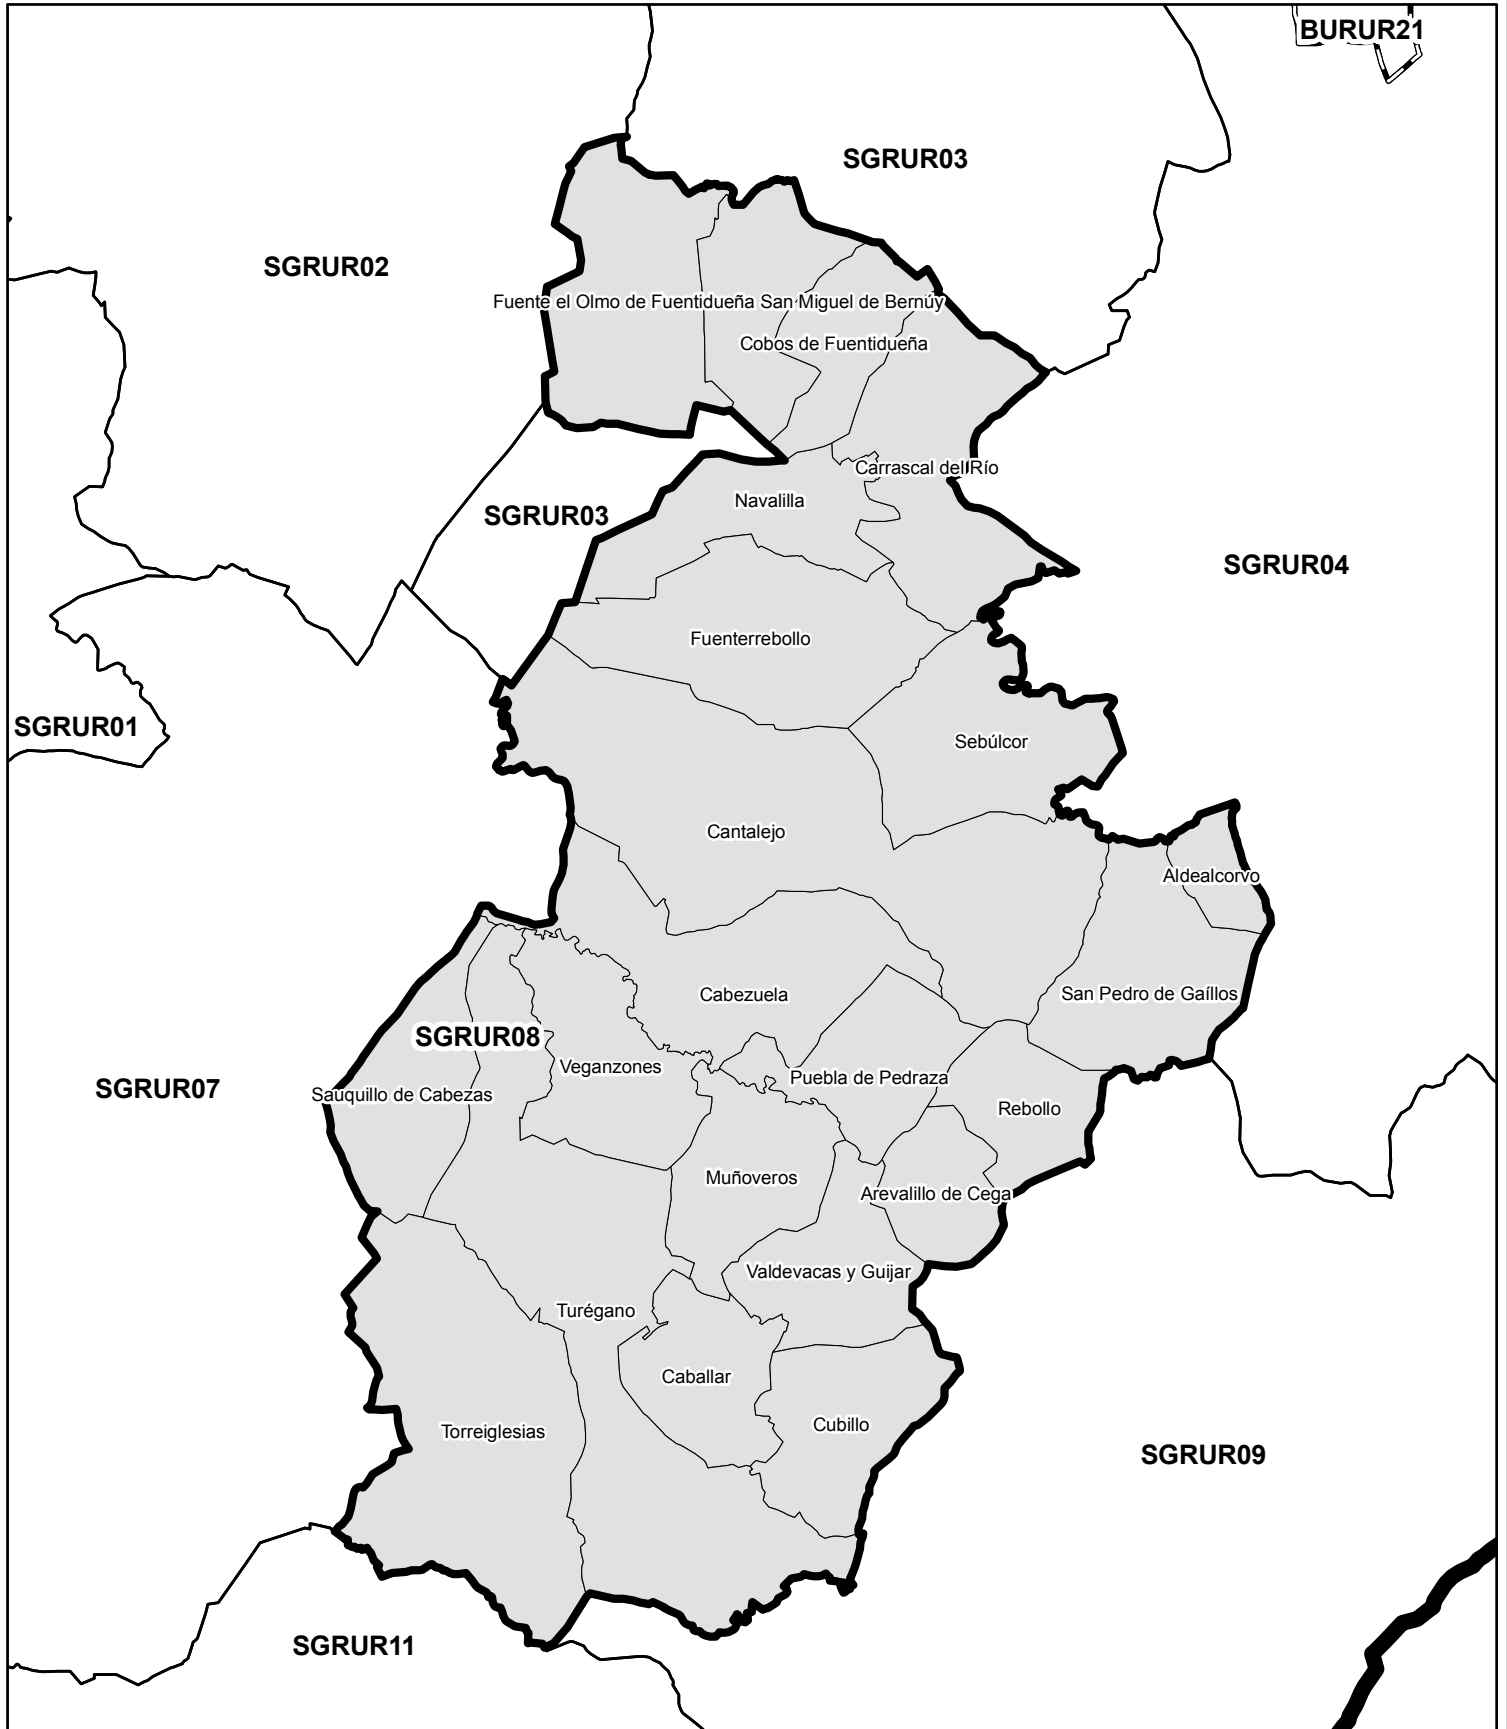 BURUR21
SGRUR03
SGRUR02
Fuente el Olmo de Fuentidueña
San Miguel de Bernúy
Cobos de Fuentidueña
Carrascal del Río
Navalilla
SGRUR03
SGRUR04
Fuenterrebollo
SGRUR01
Sebúlcor
Cantalejo
Aldealcorvo
Cabezuela
San Pedro de Gaíllos
SGRUR08
Veganzones
Puebla de Pedraza
SGRUR07
Sauquillo de Cabezas
Rebollo
Muñoveros
Arevalillo de Cega
Valdevacas y Guijar
Turégano
Caballar
Cubillo
Torreiglesias
SGRUR09
SGRUR11